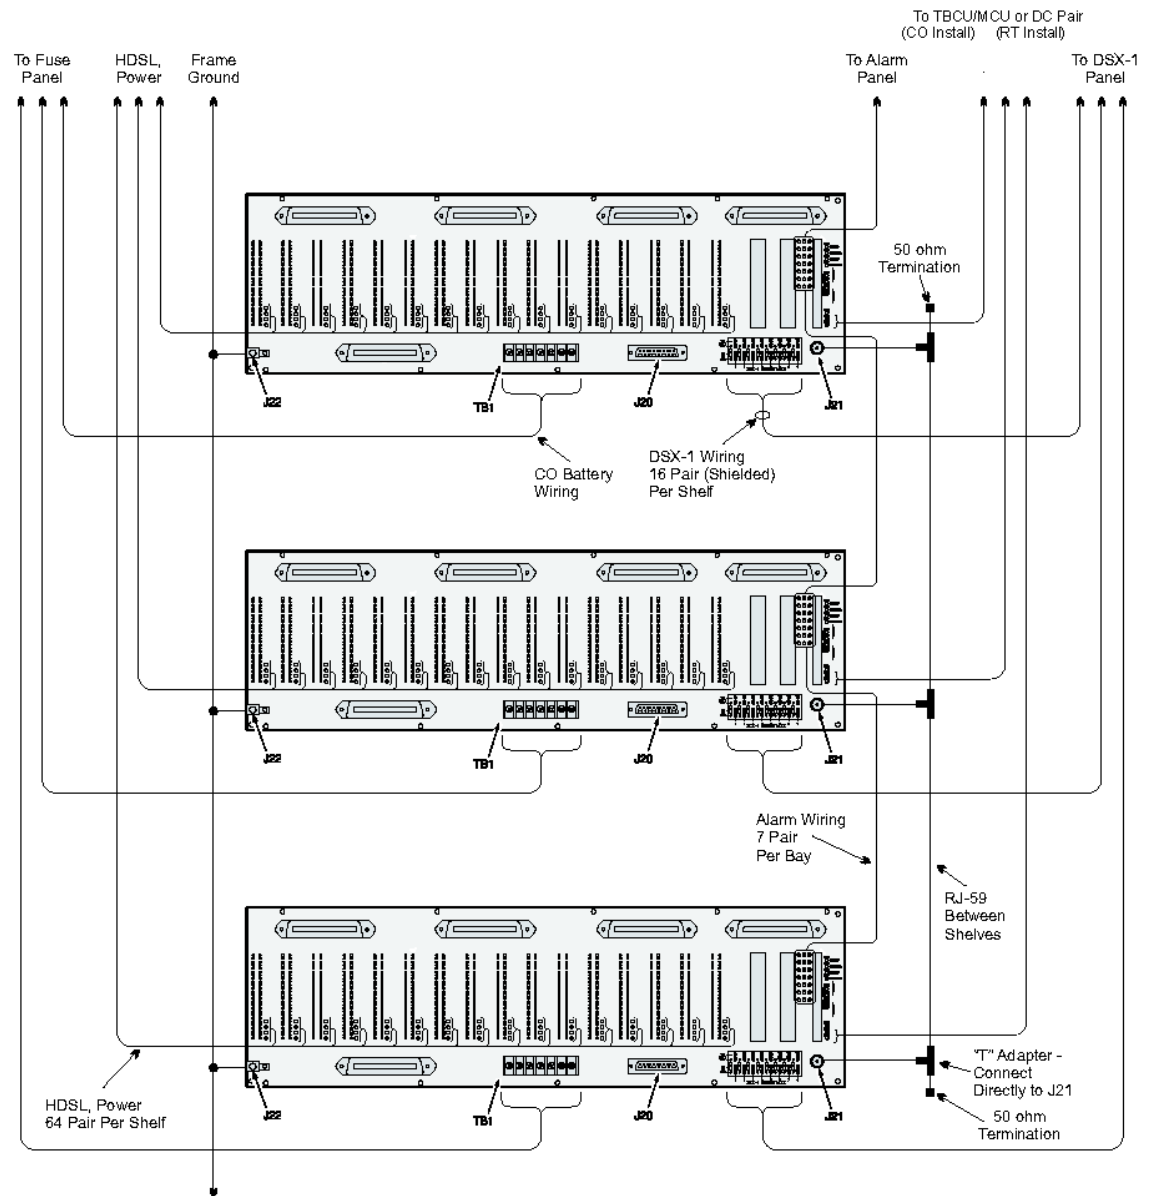 To TBCU/MCU or DC Pair
(CO Install) (RT Install)
To Fuse
Panel
HDSL,
Power
Frame
Ground
To Alarm
Panel
To DSX-1
Panel
50 ohm
Termination
J22
TB1
J20
J21
CO Battery
Wiring
DSX-1 Wiring
16 Pair (Shielded)
Per Shelf
J22
TB1
J20
J21
Alarm Wiring
7 Pair
Per Bay
RJ-59
Between
Shelves
"T" Adapter -
Connect
Directly to J21
HDSL, Power
64 Pair Per Shelf
J22
TB1
J20
J21
50 ohm
Termination